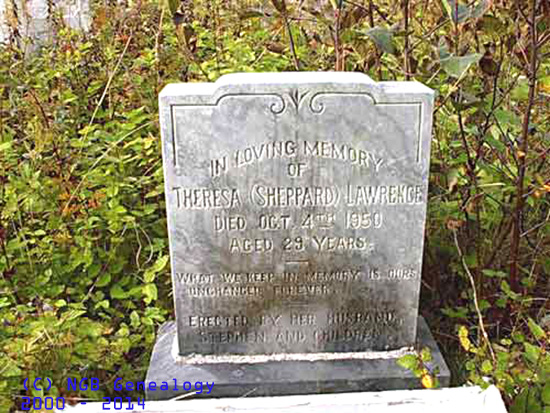 IN LOVING MEMORY
OF
THERESA (SHEPPARD) LAWRENCE
DIED OCT. 4TH 1950
AGED 29 YEARS.
WHAT WE KEEP IN MEMORY IS OURS
UNCHANGED FOREVER
ERECTED BY HER HUSBAND
STEPHEN AND CHILDREN
(C) NGB Genealogy
2000 - 2014